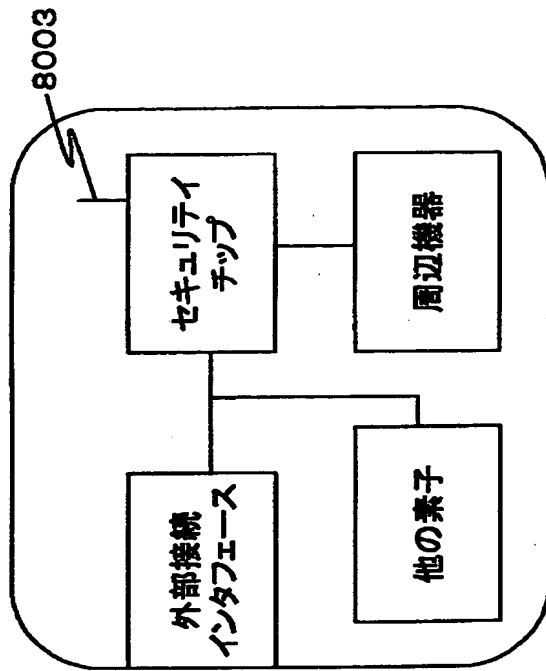 8003
外部接続
インタフェース
セキュリテイ
チップ
他の素子
周辺機器